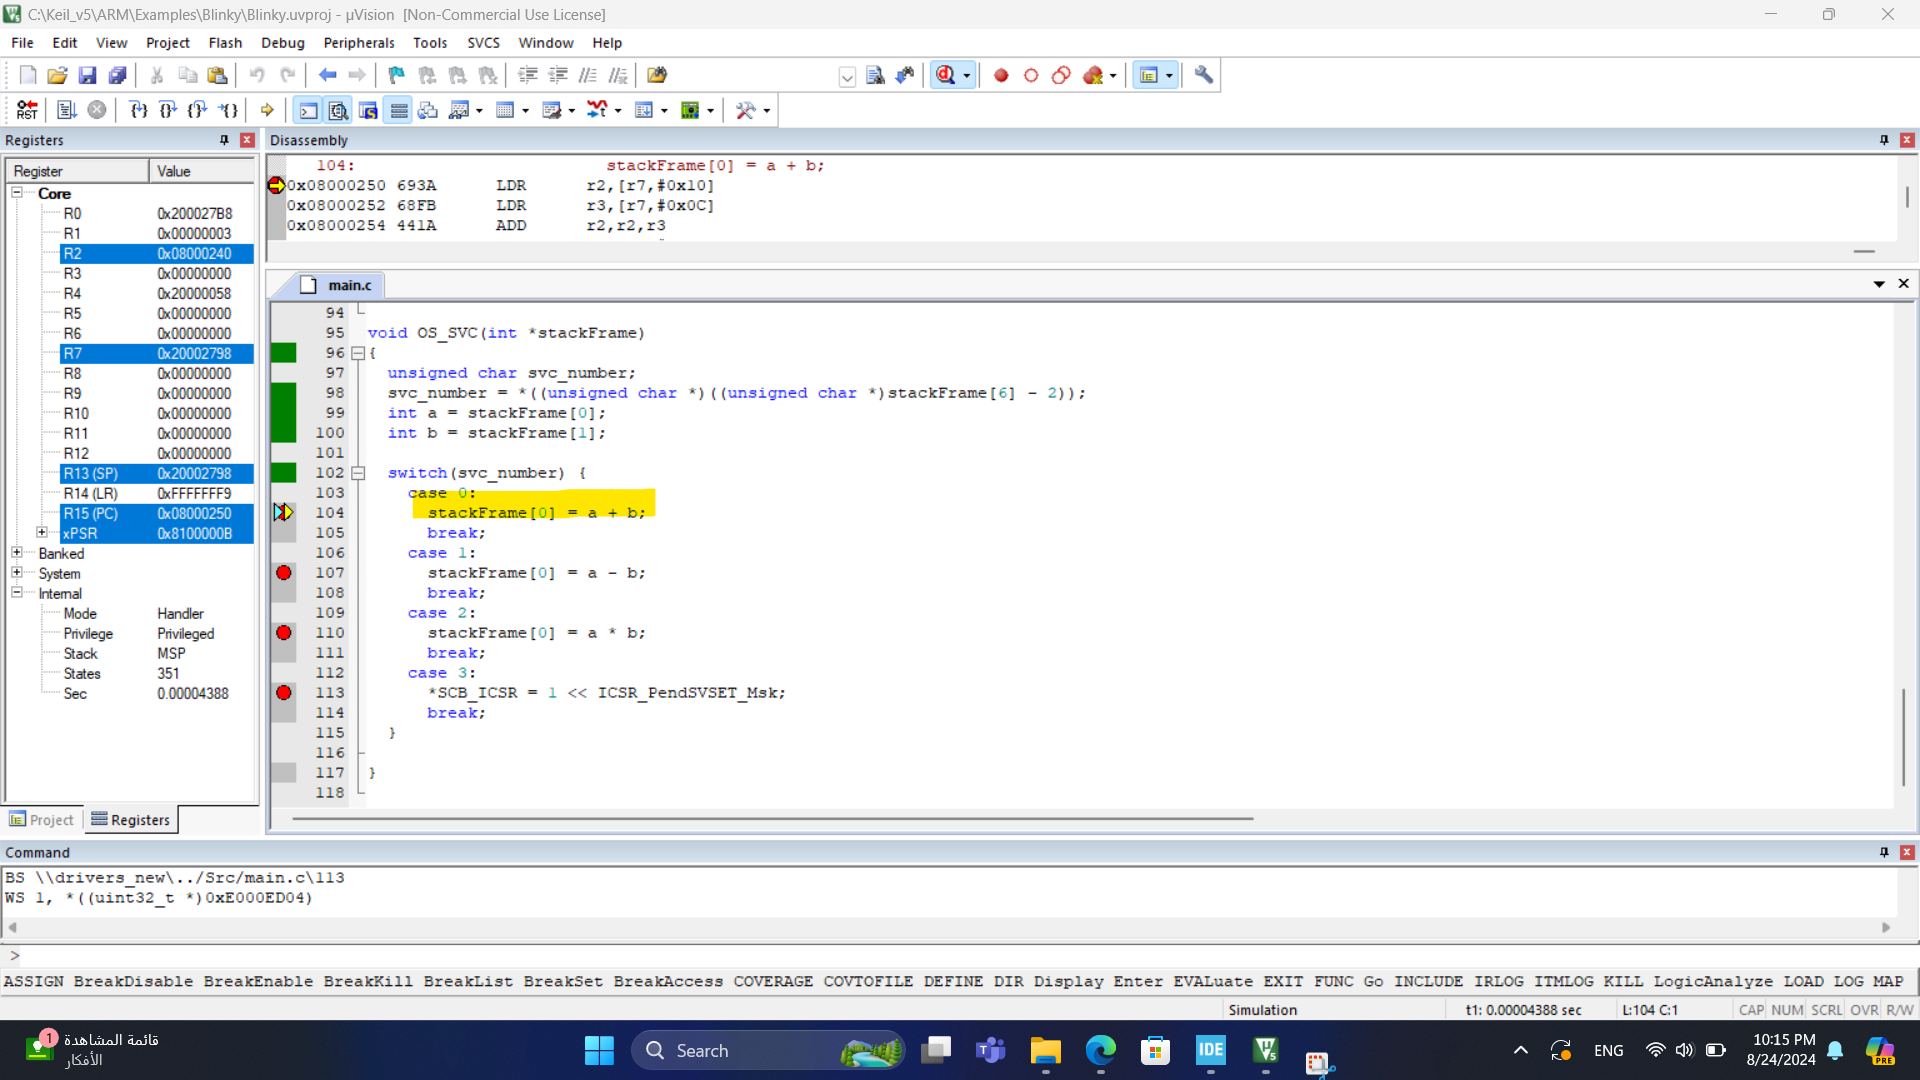 C:\Keil_v5\ARM\Examples\Blinky\Blinky.uvproj - µVision  [Non-Commercial Use License]
File Edit View Project Flash Debug Peripherals Tools SVCS Window Help
RST
Registers
Register Value
Core
R0 0x200027B8
R1 0x00000003
R2 0x08000240
R3 0x00000000
R4 0x20000058
R5 0x00000000
R6 0x00000000
R7 0x20002798
R8 0x00000000
R9 0x00000000
R10 0x00000000
R11 0x00000000
R12 0x00000000
R13 (SP) 0x20002798
R14 (LR) 0xFFFFFFF9
R15 (PC) 0x08000250
xPSR 0x8100000B
Banked
System
Internal
Mode Handler
Privilege Privileged
Stack MSP
States 351
Sec 0.00004388
Project Registers
Disassembly
104: stackFrame[0] = a + b;
0x08000250 693A LDR r2,[r7,#0x10]
0x08000252 68FB LDR r3,[r7,#0x0C]
0x08000254 441A ADD r2,r2,r3
main.c
94
95 void OS_SVC(int *stackFrame)
96 {
97 unsigned char svc_number;
98 svc_number = *((unsigned char *)((unsigned char *)stackFrame[6] - 2));
99 int a = stackFrame[0];
100 int b = stackFrame[1];
101
102 switch(svc_number) {
103 case 0:
104 stackFrame[0] = a + b;
105 break;
106 case 1:
107 stackFrame[0] = a - b;
108 break;
109 case 2:
110 stackFrame[0] = a * b;
111 break;
112 case 3:
113 *SCB_ICSR = 1 << ICSR_PendSVSET_Msk;
114 break;
115 }
116
117 }
118
Command
BS \\drivers_new\../Src/main.c\113
WS 1, *((uint32_t *)0xE000ED04)
>
ASSIGN BreakDisable BreakEnable BreakKill BreakList BreakSet BreakAccess COVERAGE COVTOFILE DEFINE DIR Display Enter EVALuate EXIT FUNC Go INCLUDE IRLOG ITMLOG KILL LogicAnalyze LOAD LOG MAP
Simulation t1: 0.00004388 sec L:104 C:1 CAP NUM SCRL OVR R/W
1 قائمة المشاهدة
الأفكار
Search
IDE
ENG
10:15 PM
8/24/2024
PRE